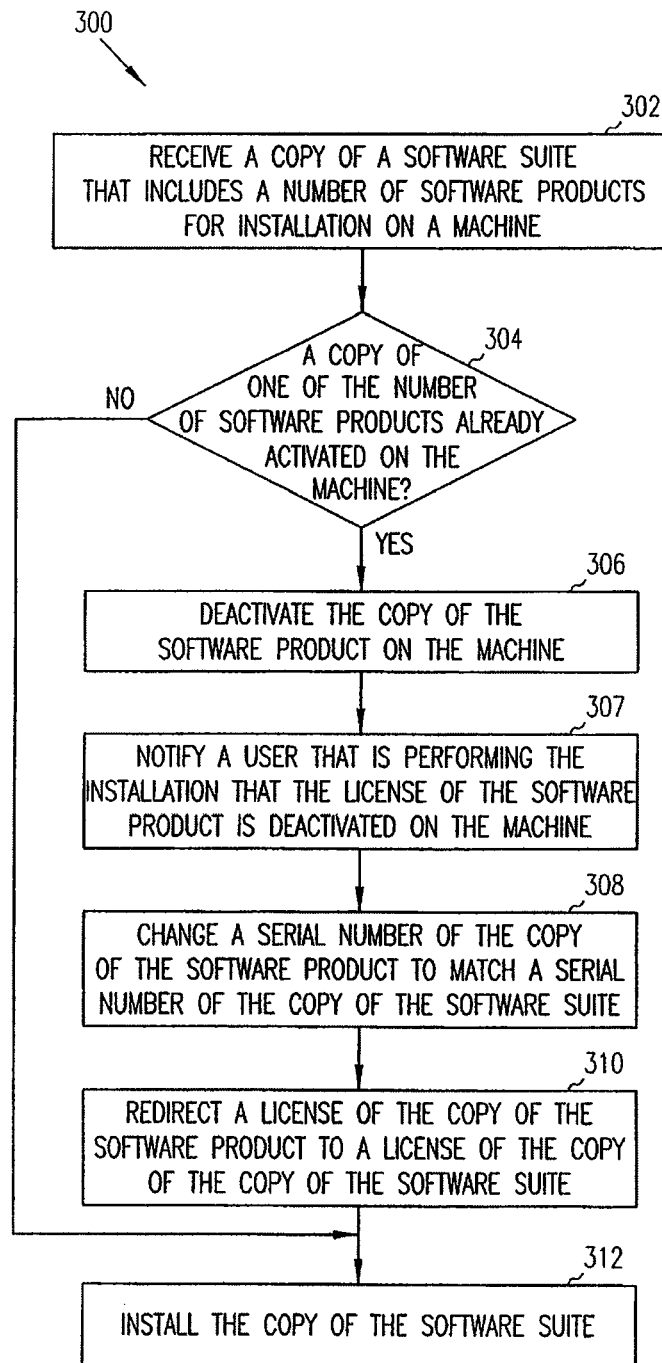 300
302
RECEIVE A COPY OF A SOFTWARE SUITE
THAT INCLUDES A NUMBER OF SOFTWARE PRODUCTS
FOR INSTALLATION ON A MACHINE
304
A COPY OF
ONE OF THE NUMBER
OF SOFTWARE PRODUCTS ALREADY
ACTIVATED ON THE
MACHINE?
NO
YES
306
DEACTIVATE THE COPY OF THE
SOFTWARE PRODUCT ON THE MACHINE
307
NOTIFY A USER THAT IS PERFORMING THE
INSTALLATION THAT THE LICENSE OF THE SOFTWARE
PRODUCT IS DEACTIVATED ON THE MACHINE
308
CHANGE A SERIAL NUMBER OF THE COPY
OF THE SOFTWARE PRODUCT TO MATCH A SERIAL
NUMBER OF THE COPY OF THE SOFTWARE SUITE
310
REDIRECT A LICENSE OF THE COPY OF THE
SOFTWARE PRODUCT TO A LICENSE OF THE COPY
OF THE COPY OF THE SOFTWARE SUITE
312
INSTALL THE COPY OF THE SOFTWARE SUITE